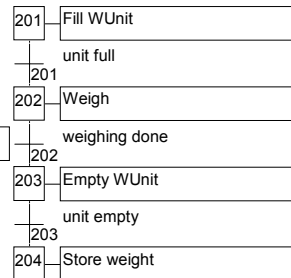 201 Fill WUnit
unit full
201
202 Weigh
weighing done
202
203 Empty WUnit
unit empty
203
204 Store weight